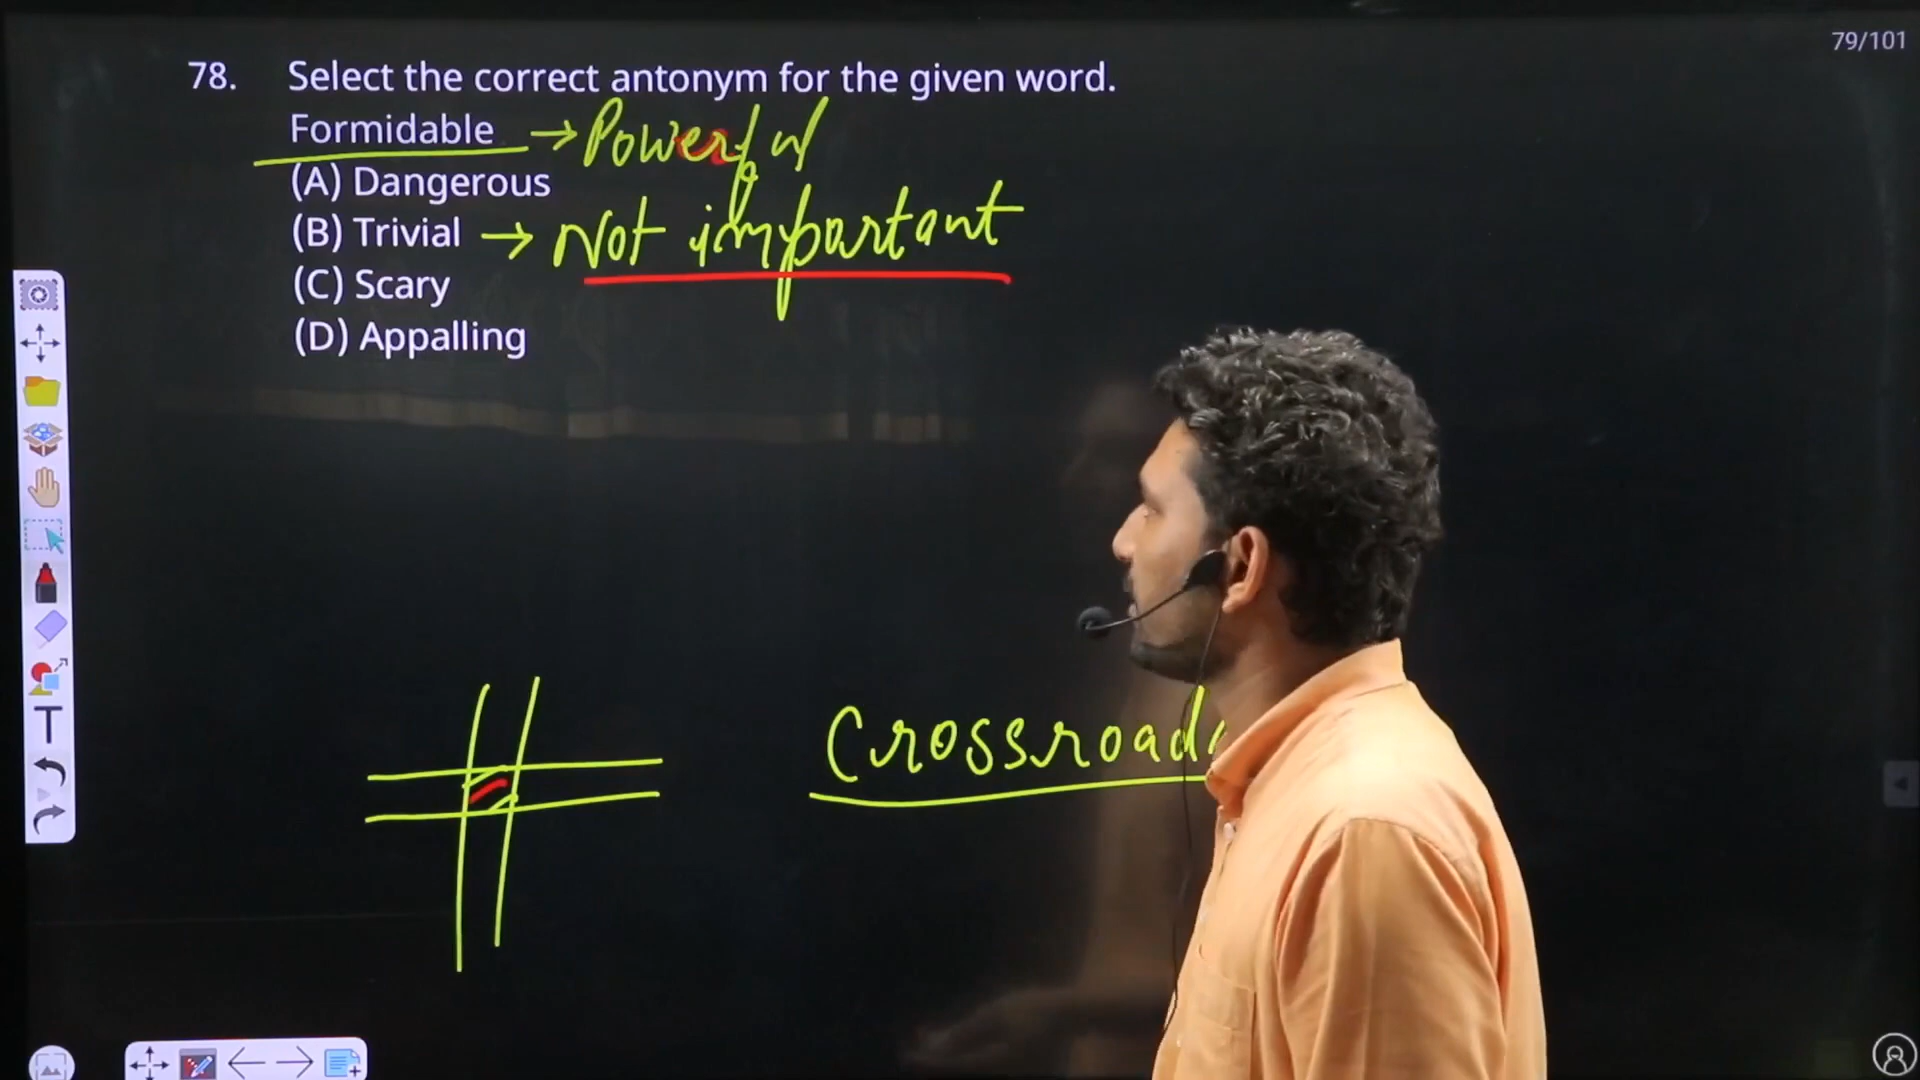 79/101
78. Select the correct antonym for the given word.
Formidable → Powerful
(A) Dangerous
(B) Trivial → Not important
(C) Scary
(D) Appalling
Crossroad